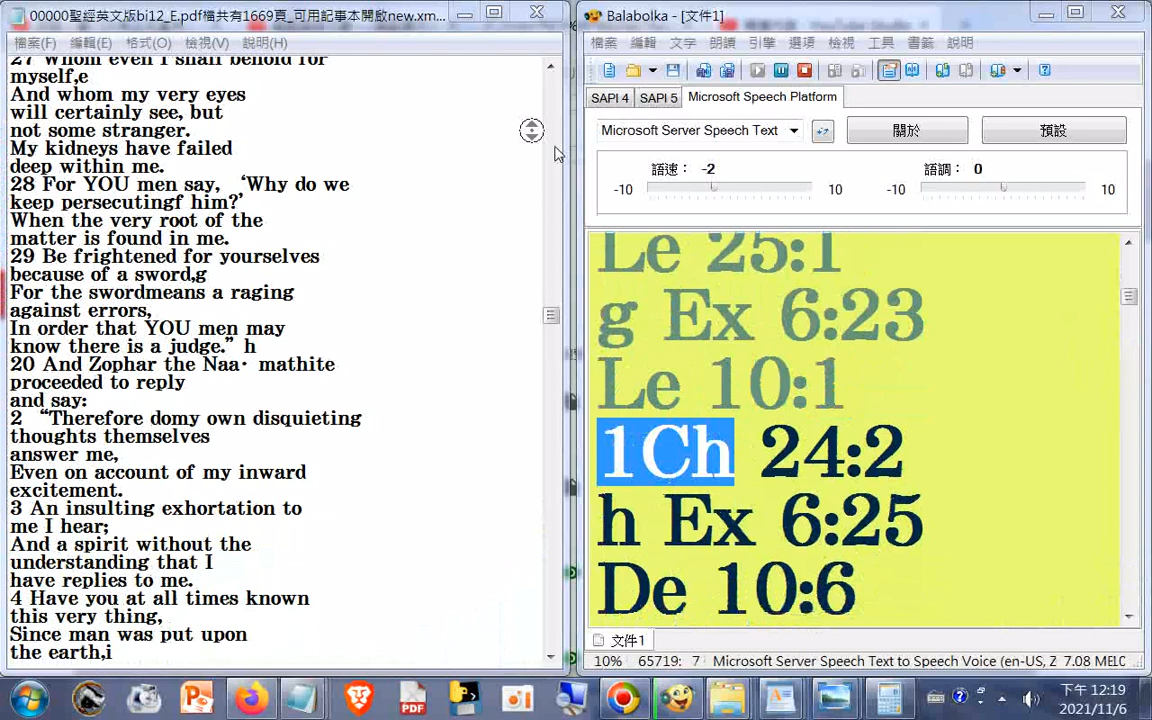 00000聖經英文版bi12_E.pdf檔共有1669頁_可用記事本開啟new.xm...
檔案(F) 編輯(E) 格式(O) 檢視(V) 說明(H)
27 Whom even I shall behold for
myself,e
And whom my very eyes
will certainly see, but
not some stranger.
My kidneys have failed
deep within me.
28 For YOU men say, ‘Why do we
keep persecutingf him?’
When the very root of the
matter is found in me.
29 Be frightened for yourselves
because of a sword,g
For the swordmeans a raging
against errors,
In order that YOU men may
know there is a judge.” h
20 And Zophar the Naa· mathite
proceeded to reply
and say:
2 “Therefore domy own disquieting
thoughts themselves
answer me,
Even on account of my inward
excitement.
3 An insulting exhortation to
me I hear;
And a spirit without the
understanding that I
have replies to me.
4 Have you at all times known
this very thing,
Since man was put upon
the earth,i
Balabolka - [文件1]
檔案 編輯 文字 朗讀 引擎 選項 檢視 工具 書籤 說明
SAPI 4 SAPI 5 Microsoft Speech Platform
Microsoft Server Speech Text 關於 預設
語速： -2 語調： 0
-10 10 -10 10
Le 25:1
g Ex 6:23
Le 10:1
1Ch 24:2
h Ex 6:25
De 10:6
文件1
10% 65719: 7 Microsoft Server Speech Text to Speech Voice (en-US, Z 7.08 MELO
下午 12:19
2021/11/6